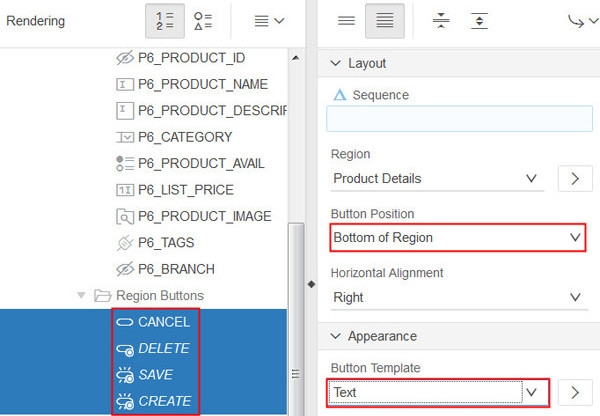 Rendering
P6_PRODUCT_ID
P6_PRODUCT_NAME
P6_PRODUCT_DESCRIF
P6_CATEGORY
P6_PRODUCT_AVAIL
P6_LIST_PRICE
P6_PRODUCT_IMAGE
P6_TAGS
P6_BRANCH
Region Buttons
CANCEL
DELETE
SAVE
CREATE
Layout
Sequence
Region
Product Details
Button Position
Bottom of Region
Horizontal Alignment
Right
Appearance
Button Template
Text